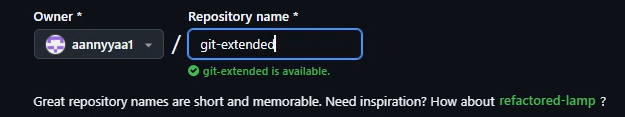 Owner * Repository name *
aannyyaa1 / git-extended
git-extended is available.
Great repository names are short and memorable. Need inspiration? How about refactored-lamp ?